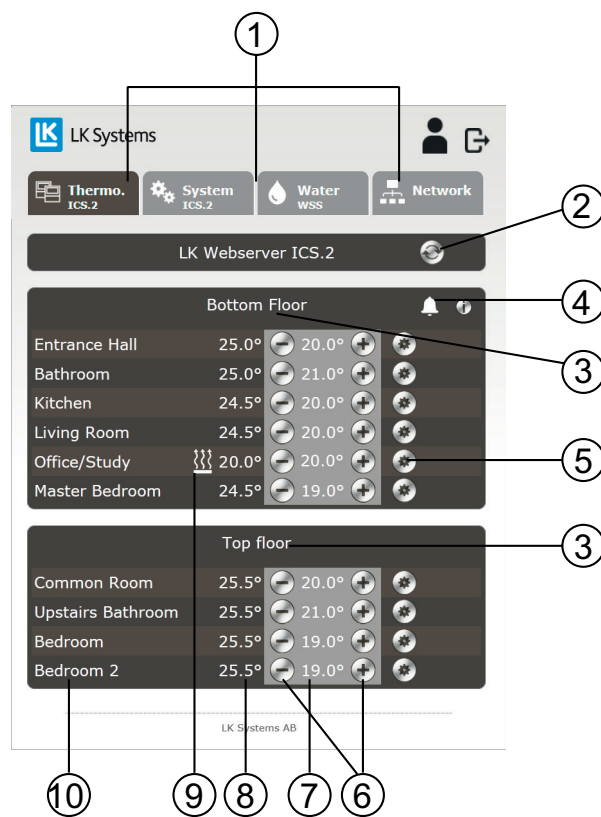 1
LK LK Systems
Thermo. System Water Network
ICS.2 ICS.2 WSS
2
LK Webserver ICS.2
4
Bottom Floor
Entrance Hall 25.0° 20.0°
3
Bathroom 25.0° 21.0°
Kitchen 24.5° 20.0°
Living Room 24.5° 20.0°
Office/Study 20.0° 20.0° 5
Master Bedroom 24.5° 19.0°
Top floor 3
Common Room 25.5° 20.0°
Upstairs Bathroom 25.5° 21.0°
Bedroom 25.5° 19.0°
Bedroom 2 25.5° 19.0°
LK Systems AB
10 9 8 7 6